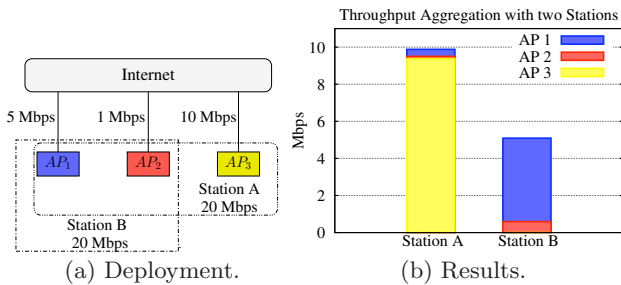 Internet
5 Mbps
1 Mbps
10 Mbps
AP1
AP2
AP3
Station A
20 Mbps
Station B
20 Mbps
(a) Deployment.
Throughput Aggregation with two Stations
AP 1
AP 2
AP 3
Mbps
10
8
6
4
2
0
Station A
Station B
(b) Results.